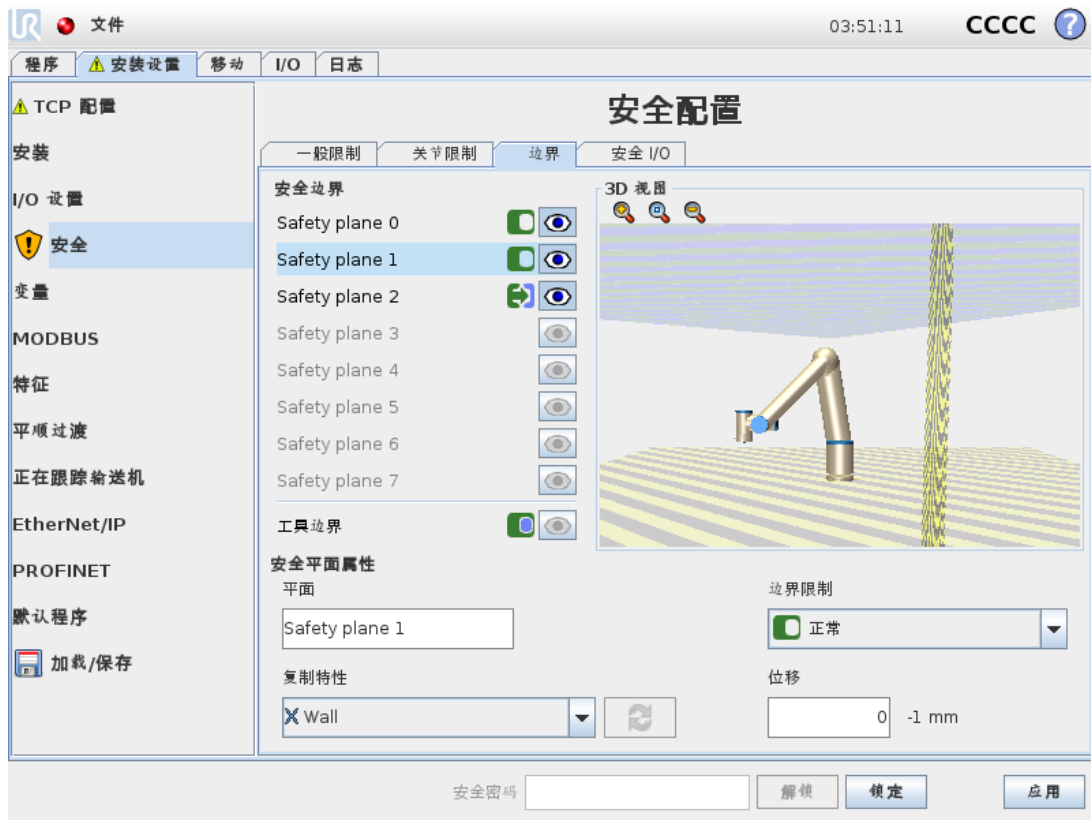 UR 文件 03:51:11 CCCC ?
程序 安装设置 移动 I/O 日志
TCP 配置
安装
I/O 设置
安全
变量
MODBUS
特征
平顺过渡
正在跟踪输送机
EtherNet/IP
PROFINET
默认程序
加载/保存
安全配置
一般限制 关节限制 边界 安全 I/O
安全边界
Safety plane 0
Safety plane 1
Safety plane 2
Safety plane 3
Safety plane 4
Safety plane 5
Safety plane 6
Safety plane 7
工具边界
3D 视图
安全平面属性
平面
Safety plane 1
边界限制
正常
复制特性
Wall
位移
0 -1 mm
安全密码 解锁 锁定 应用